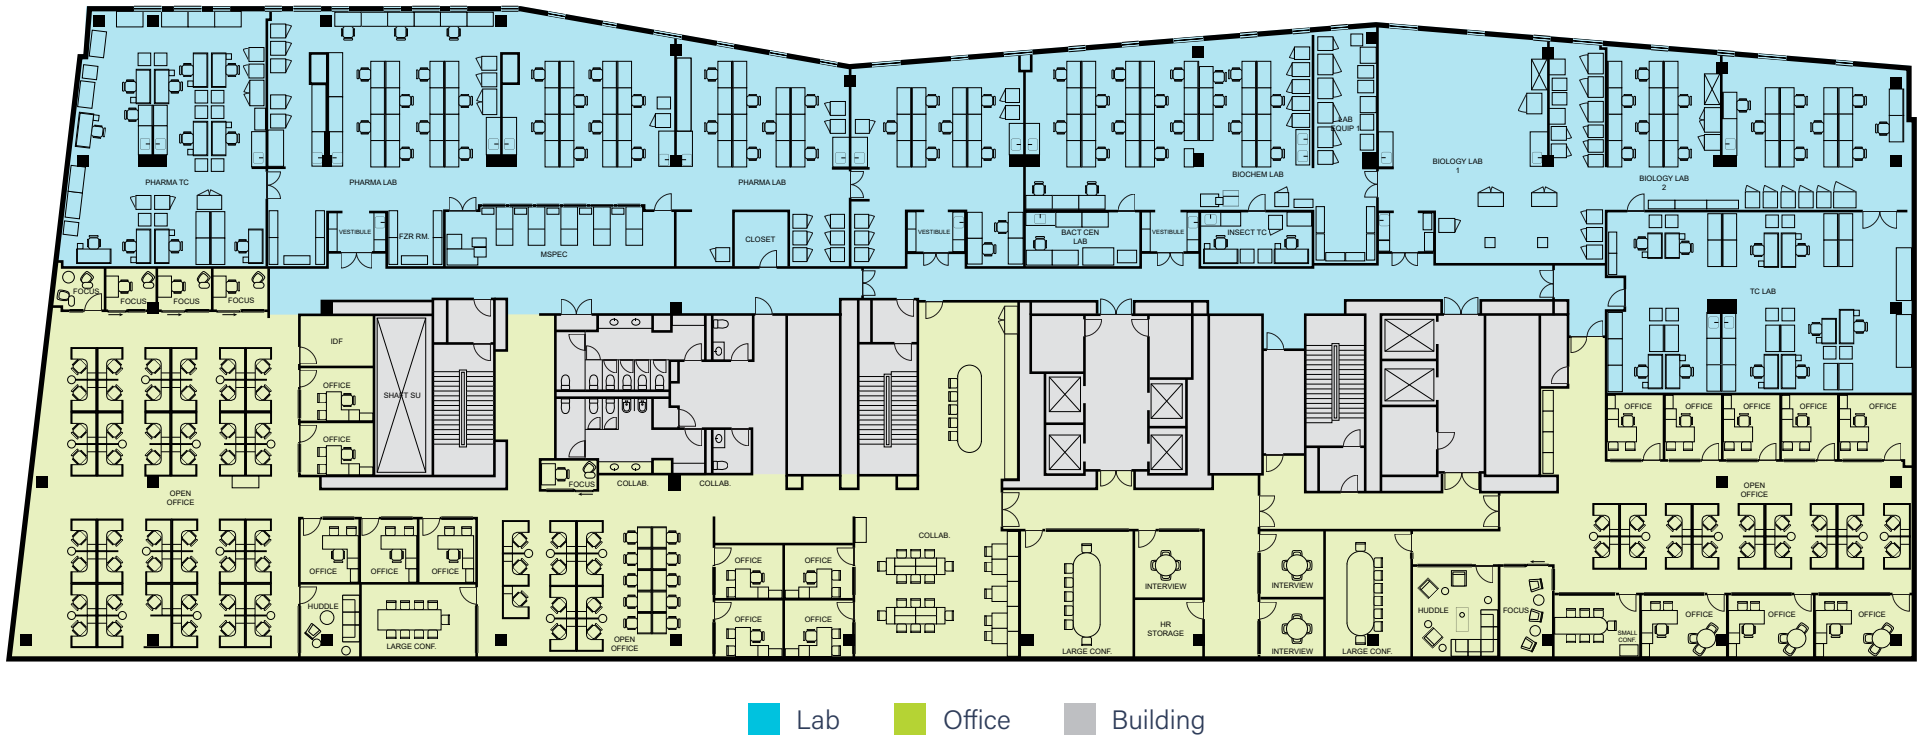 PHARMA TC
PHARMA LAB
PHARMA LAB
BIOCHEM LAB
LAB
EQUIP 1
BIOLOGY LAB
1
BIOLOGY LAB
2
VESTIBULE
FZR RM.
MSPEC
CLOSET
VESTIBULE
BACT CEN
LAB
VESTIBULE
INSECT TC
TC LAB
FOCUS
FOCUS
FOCUS
FOCUS
IDF
OFFICE
OFFICE
SHAFT SU
OFFICE
OFFICE
OFFICE
OFFICE
OFFICE
OPEN
OFFICE
FOCUS
COLLAB.
COLLAB.
OPEN
OFFICE
OFFICE
OFFICE
OFFICE
COLLAB.
OFFICE
OFFICE
INTERVIEW
INTERVIEW
HUDDLE
LARGE CONF.
OPEN
OFFICE
OFFICE
OFFICE
LARGE CONF.
HR
STORAGE
INTERVIEW
LARGE CONF.
HUDDLE
FOCUS
SMALL
CONF.
OFFICE
OFFICE
OFFICE
Lab
Office
Building